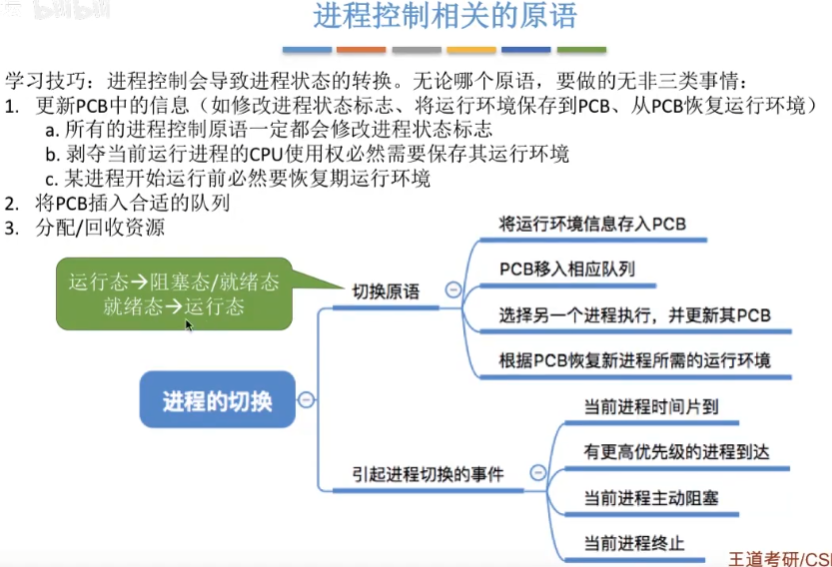 bilibili
进程控制相关的原语
学习技巧：进程控制会导致进程状态的转换。无论哪个原语，要做的无非三类事情：
1. 更新PCB中的信息（如修改进程状态标志、将运行环境保存到PCB、从PCB恢复运行环境）
a. 所有的进程控制原语一定都会修改进程状态标志
b. 剥夺当前运行进程的CPU使用权必然需要保存其运行环境
c. 某进程开始运行前必然要恢复期运行环境
2. 将PCB插入合适的队列
3. 分配/回收资源
运行态→阻塞态/就绪态
就绪态→运行态
进程的切换
切换原语
将运行环境信息存入PCB
PCB移入相应队列
选择另一个进程执行，并更新其PCB
根据PCB恢复新进程所需的运行环境
引起进程切换的事件
当前进程时间片到
有更高优先级的进程到达
当前进程主动阻塞
当前进程终止
王道考研/CSI